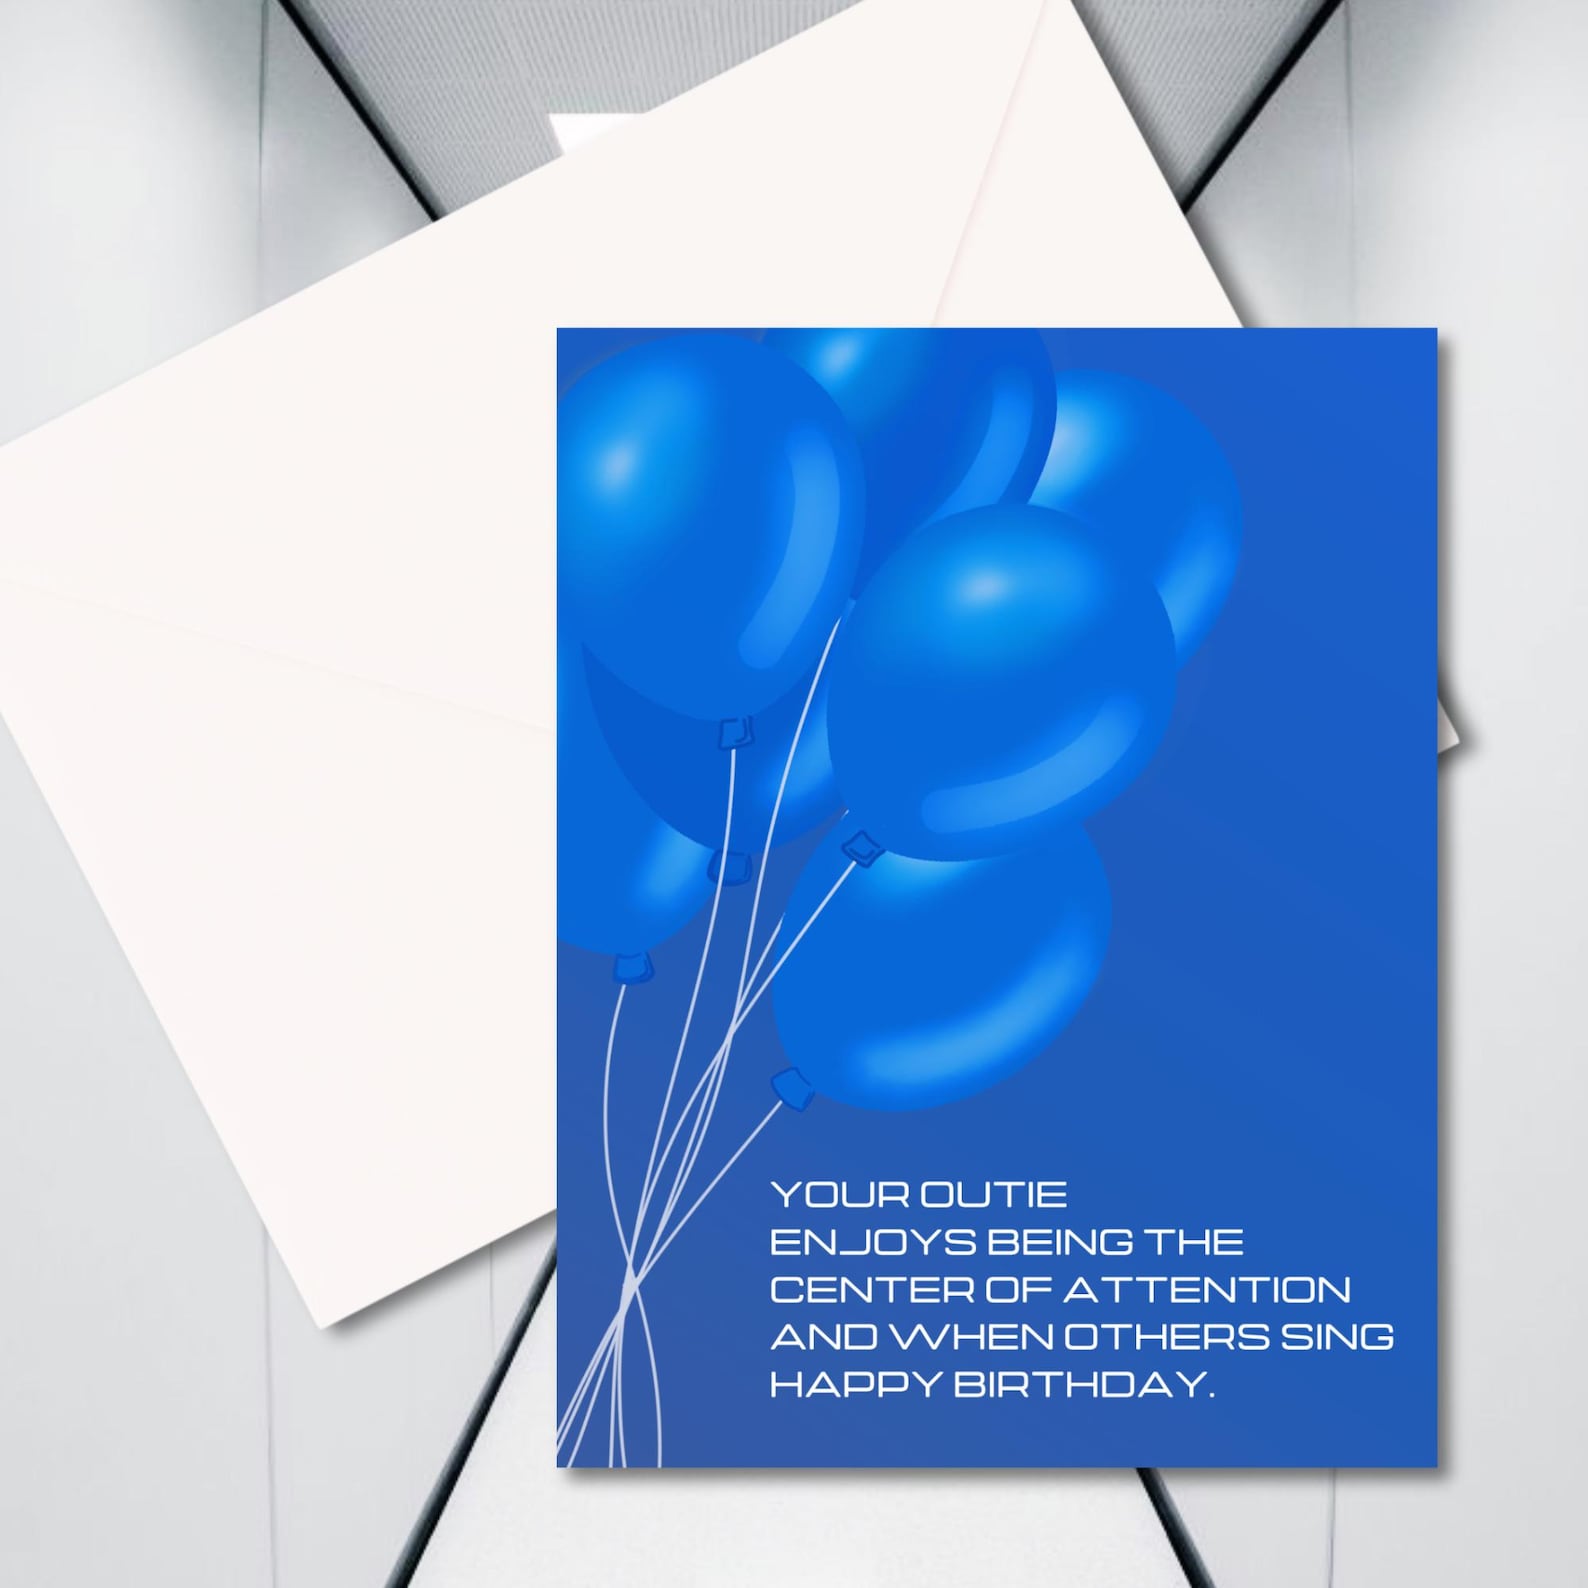 YOUR OUTIE
ENJOYS BEING THE
CENTER OF ATTENTION
AND WHEN OTHERS SING
HAPPY BIRTHDAY.